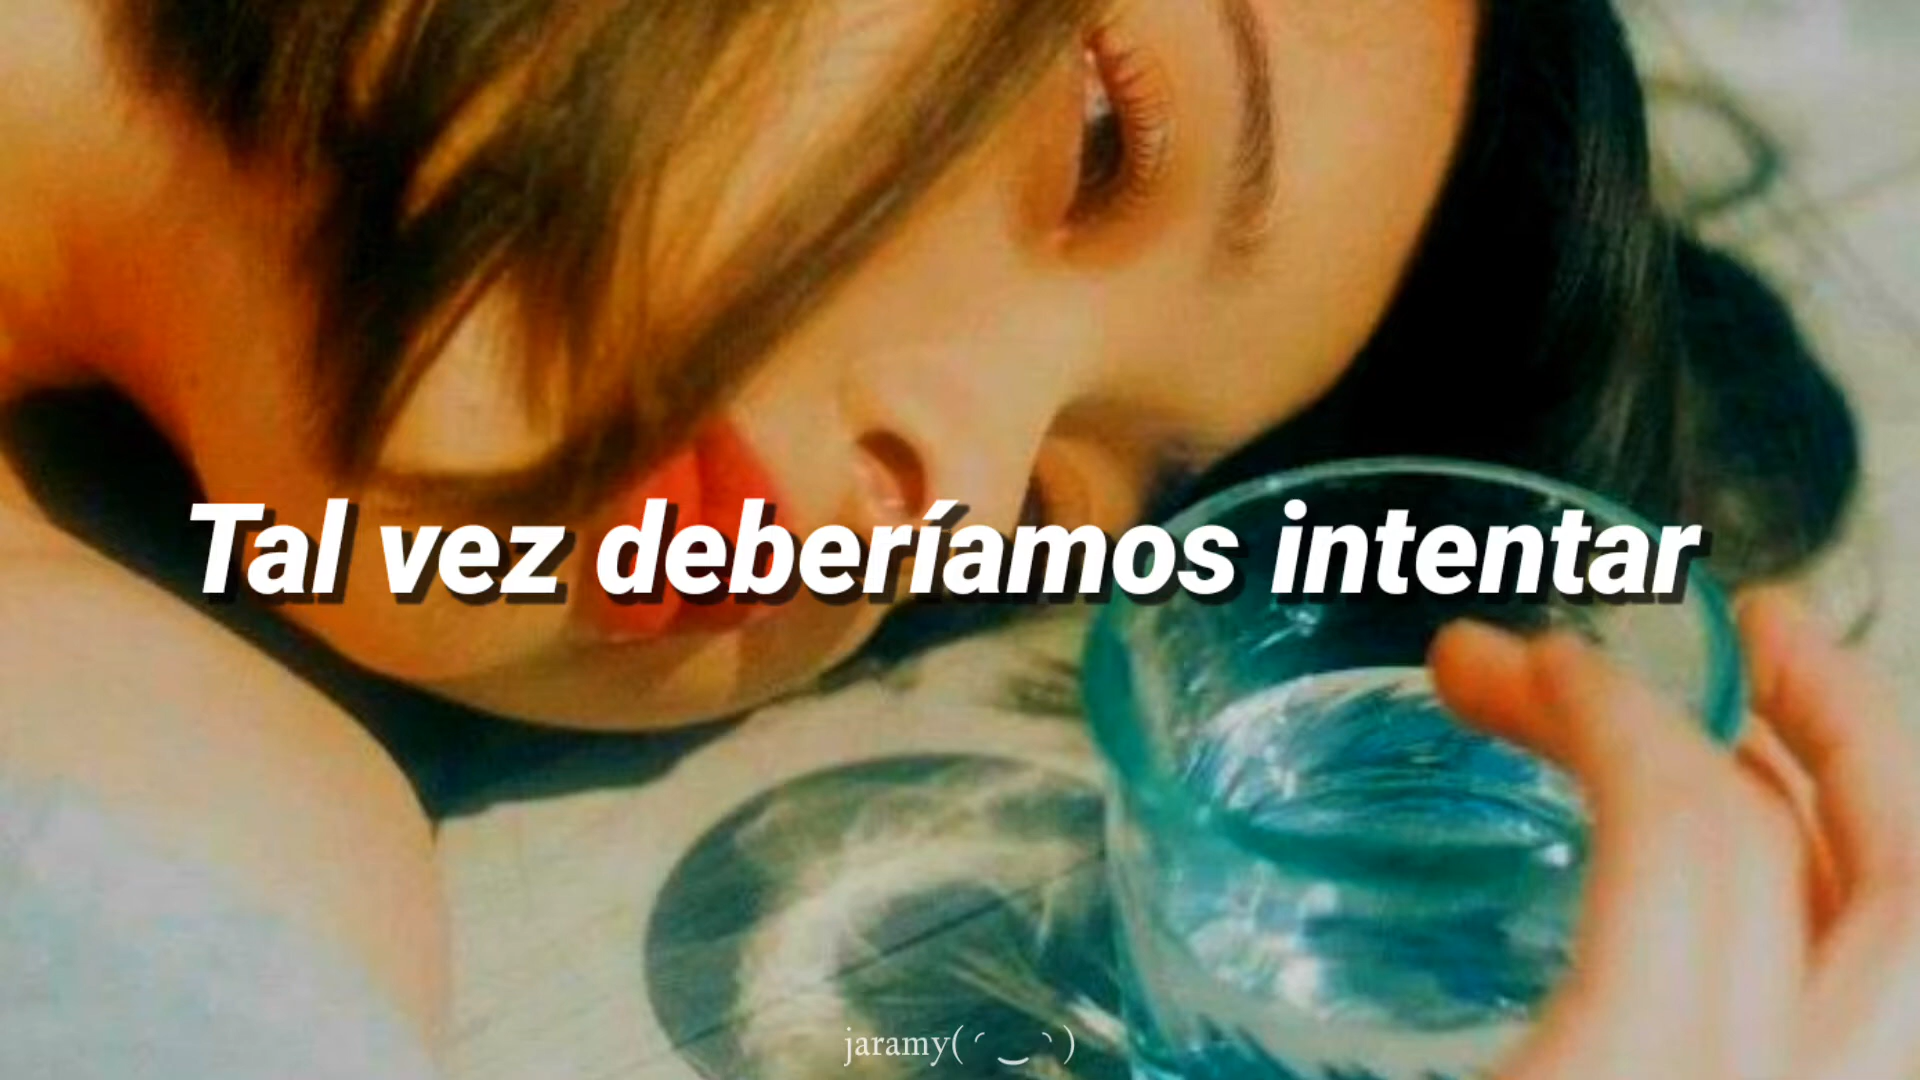 Tal vez deberíamos intentar
jaramy( ◜ ‿ ◝ )